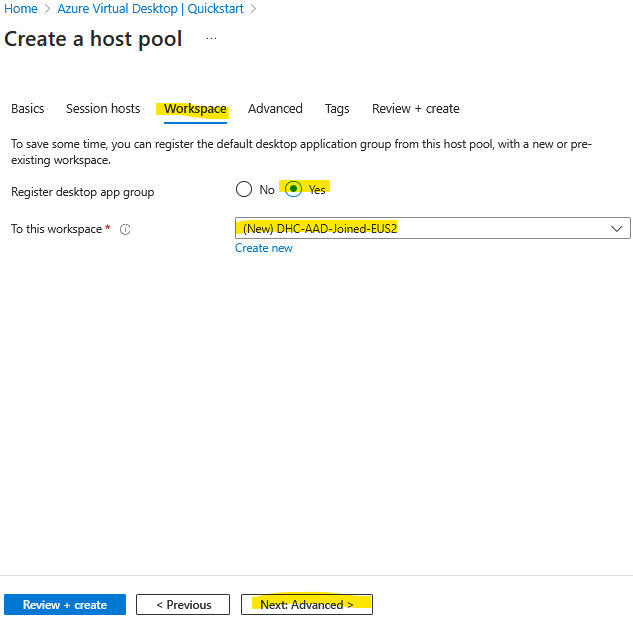 Home > Azure Virtual Desktop | Quickstart >
Create a host pool ...
Basics Session hosts Workspace Advanced Tags Review + create
To save some time, you can register the default desktop application group from this host pool, with a new or pre-
existing workspace.
Register desktop app group No Yes
To this workspace * (New) DHC-AAD-Joined-EUS2
Create new
Review + create < Previous Next: Advanced >